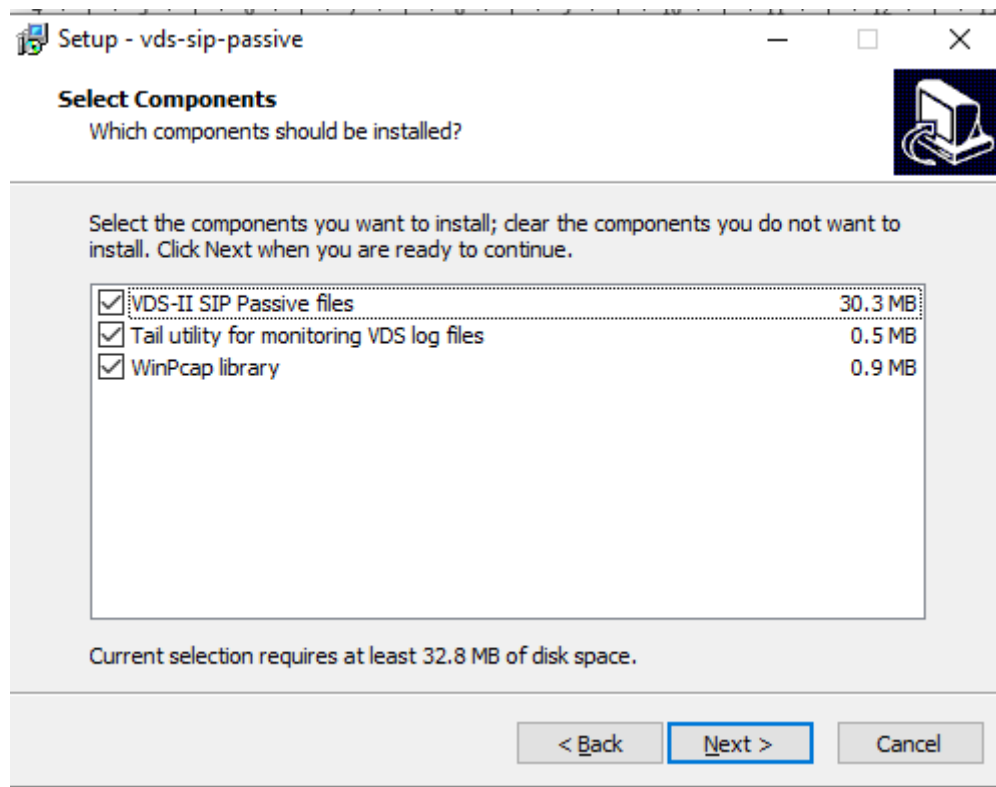 Setup - vds-sip-passive
Select Components
Which components should be installed?
Select the components you want to install; clear the components you do not want to
install. Click Next when you are ready to continue.
VDS-II SIP Passive files 30.3 MB
Tail utility for monitoring VDS log files 0.5 MB
WinPcap library 0.9 MB
Current selection requires at least 32.8 MB of disk space.
< Back Next > Cancel